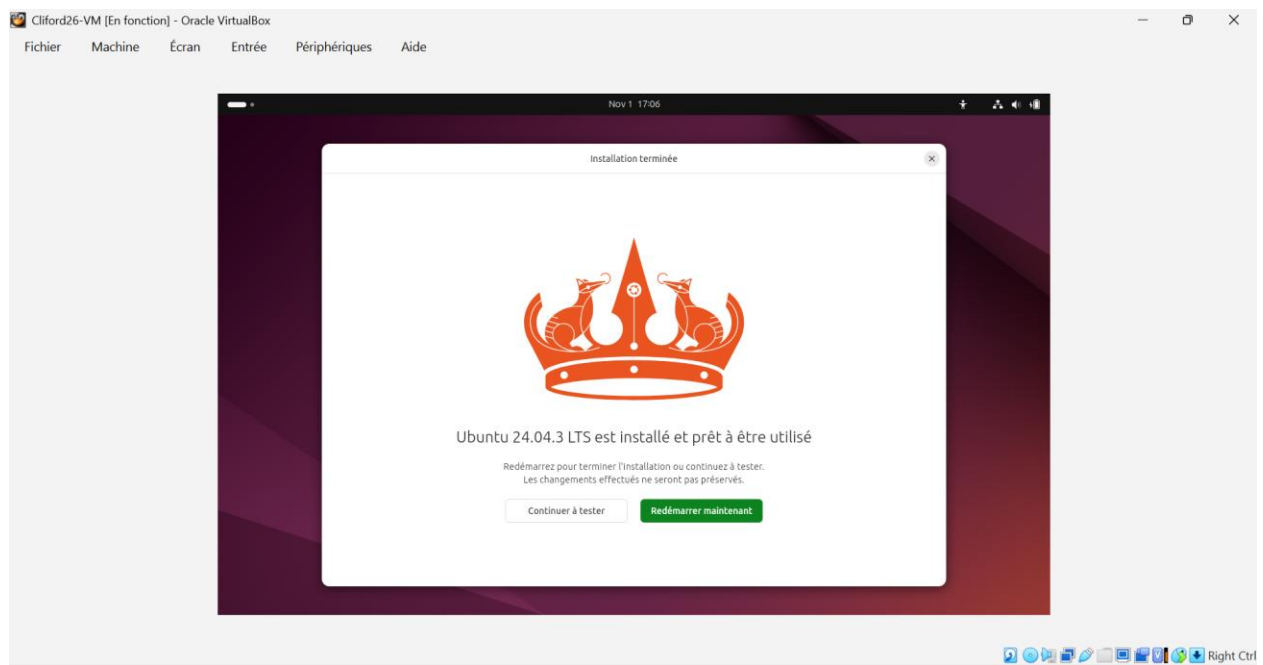 Cliford26-VM [En fonction] - Oracle VirtualBox
Fichier Machine Écran Entrée Périphériques Aide
Nov 1 17:06
Installation terminée
Ubuntu 24.04.3 LTS est installé et prêt à être utilisé
Redémarrez pour terminer l'installation ou continuez à tester.
Les changements effectués ne seront pas préservés.
Continuer à tester Redémarrer maintenant
Right Ctrl